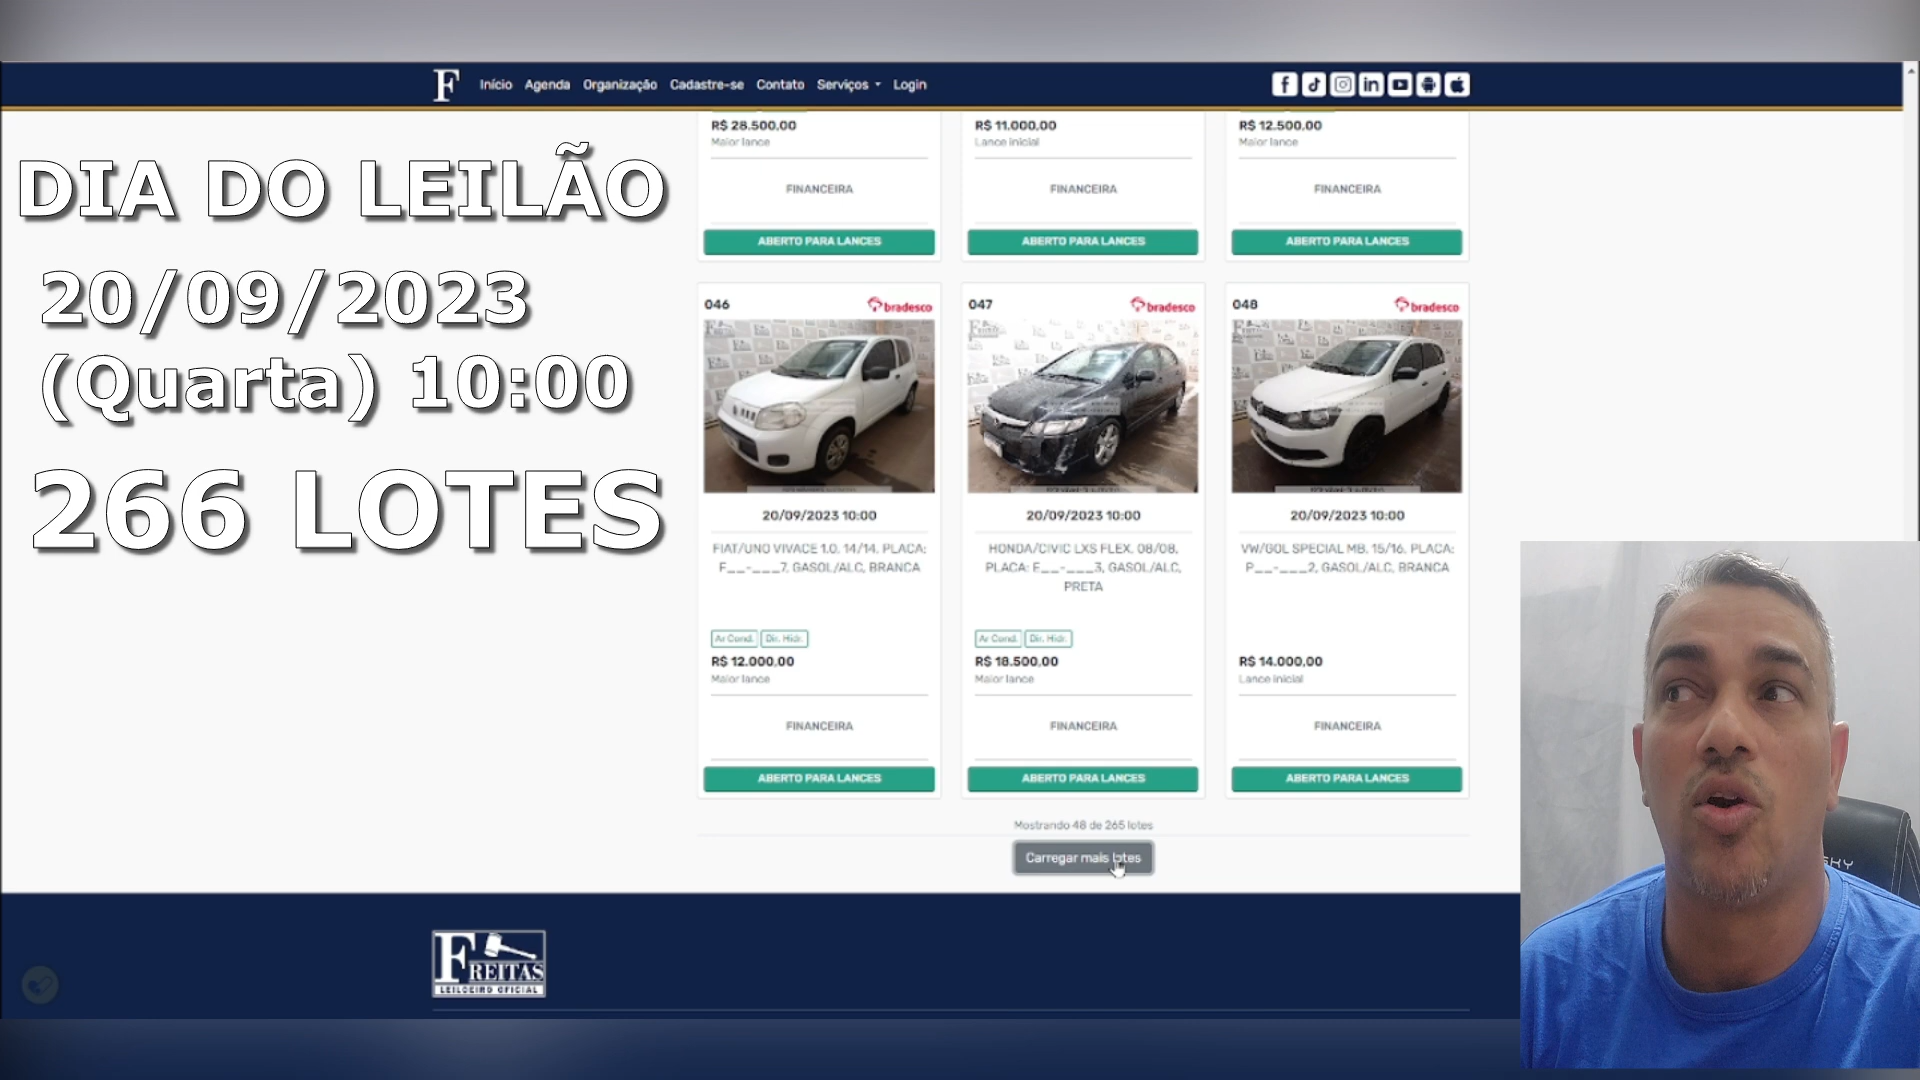 F Início Agenda Organização Cadastre-se Contato Serviços Login
DIA DO LEILÃO
20/09/2023
(Quarta) 10:00
266 LOTES
R$ 28.500,00
Maior lance
FINANCEIRA
ABERTO PARA LANCES
R$ 11.000,00
Lance inicial
FINANCEIRA
ABERTO PARA LANCES
R$ 12.500,00
Maior lance
FINANCEIRA
ABERTO PARA LANCES
046 bradesco
20/09/2023 10:00
FIAT/UNO VIVACE 1.0, 14/14, PLACA:
F__-___7, GASOL/ALC, BRANCA
Ar Cond. Dir. Hidr.
R$ 12.000,00
Maior lance
FINANCEIRA
ABERTO PARA LANCES
047 bradesco
20/09/2023 10:00
HONDA/CIVIC LXS FLEX, 08/08,
PLACA: E__-___3, GASOL/ALC,
PRETA
Ar Cond. Dir. Hidr.
R$ 18.500,00
Maior lance
FINANCEIRA
ABERTO PARA LANCES
048 bradesco
20/09/2023 10:00
VW/GOL SPECIAL MB, 15/16, PLACA:
P__-___2, GASOL/ALC, BRANCA
R$ 14.000,00
Lance inicial
FINANCEIRA
ABERTO PARA LANCES
Mostrando 48 de 265 lotes
Carregar mais lotes
FREITAS
LEILOEIRO OFICIAL